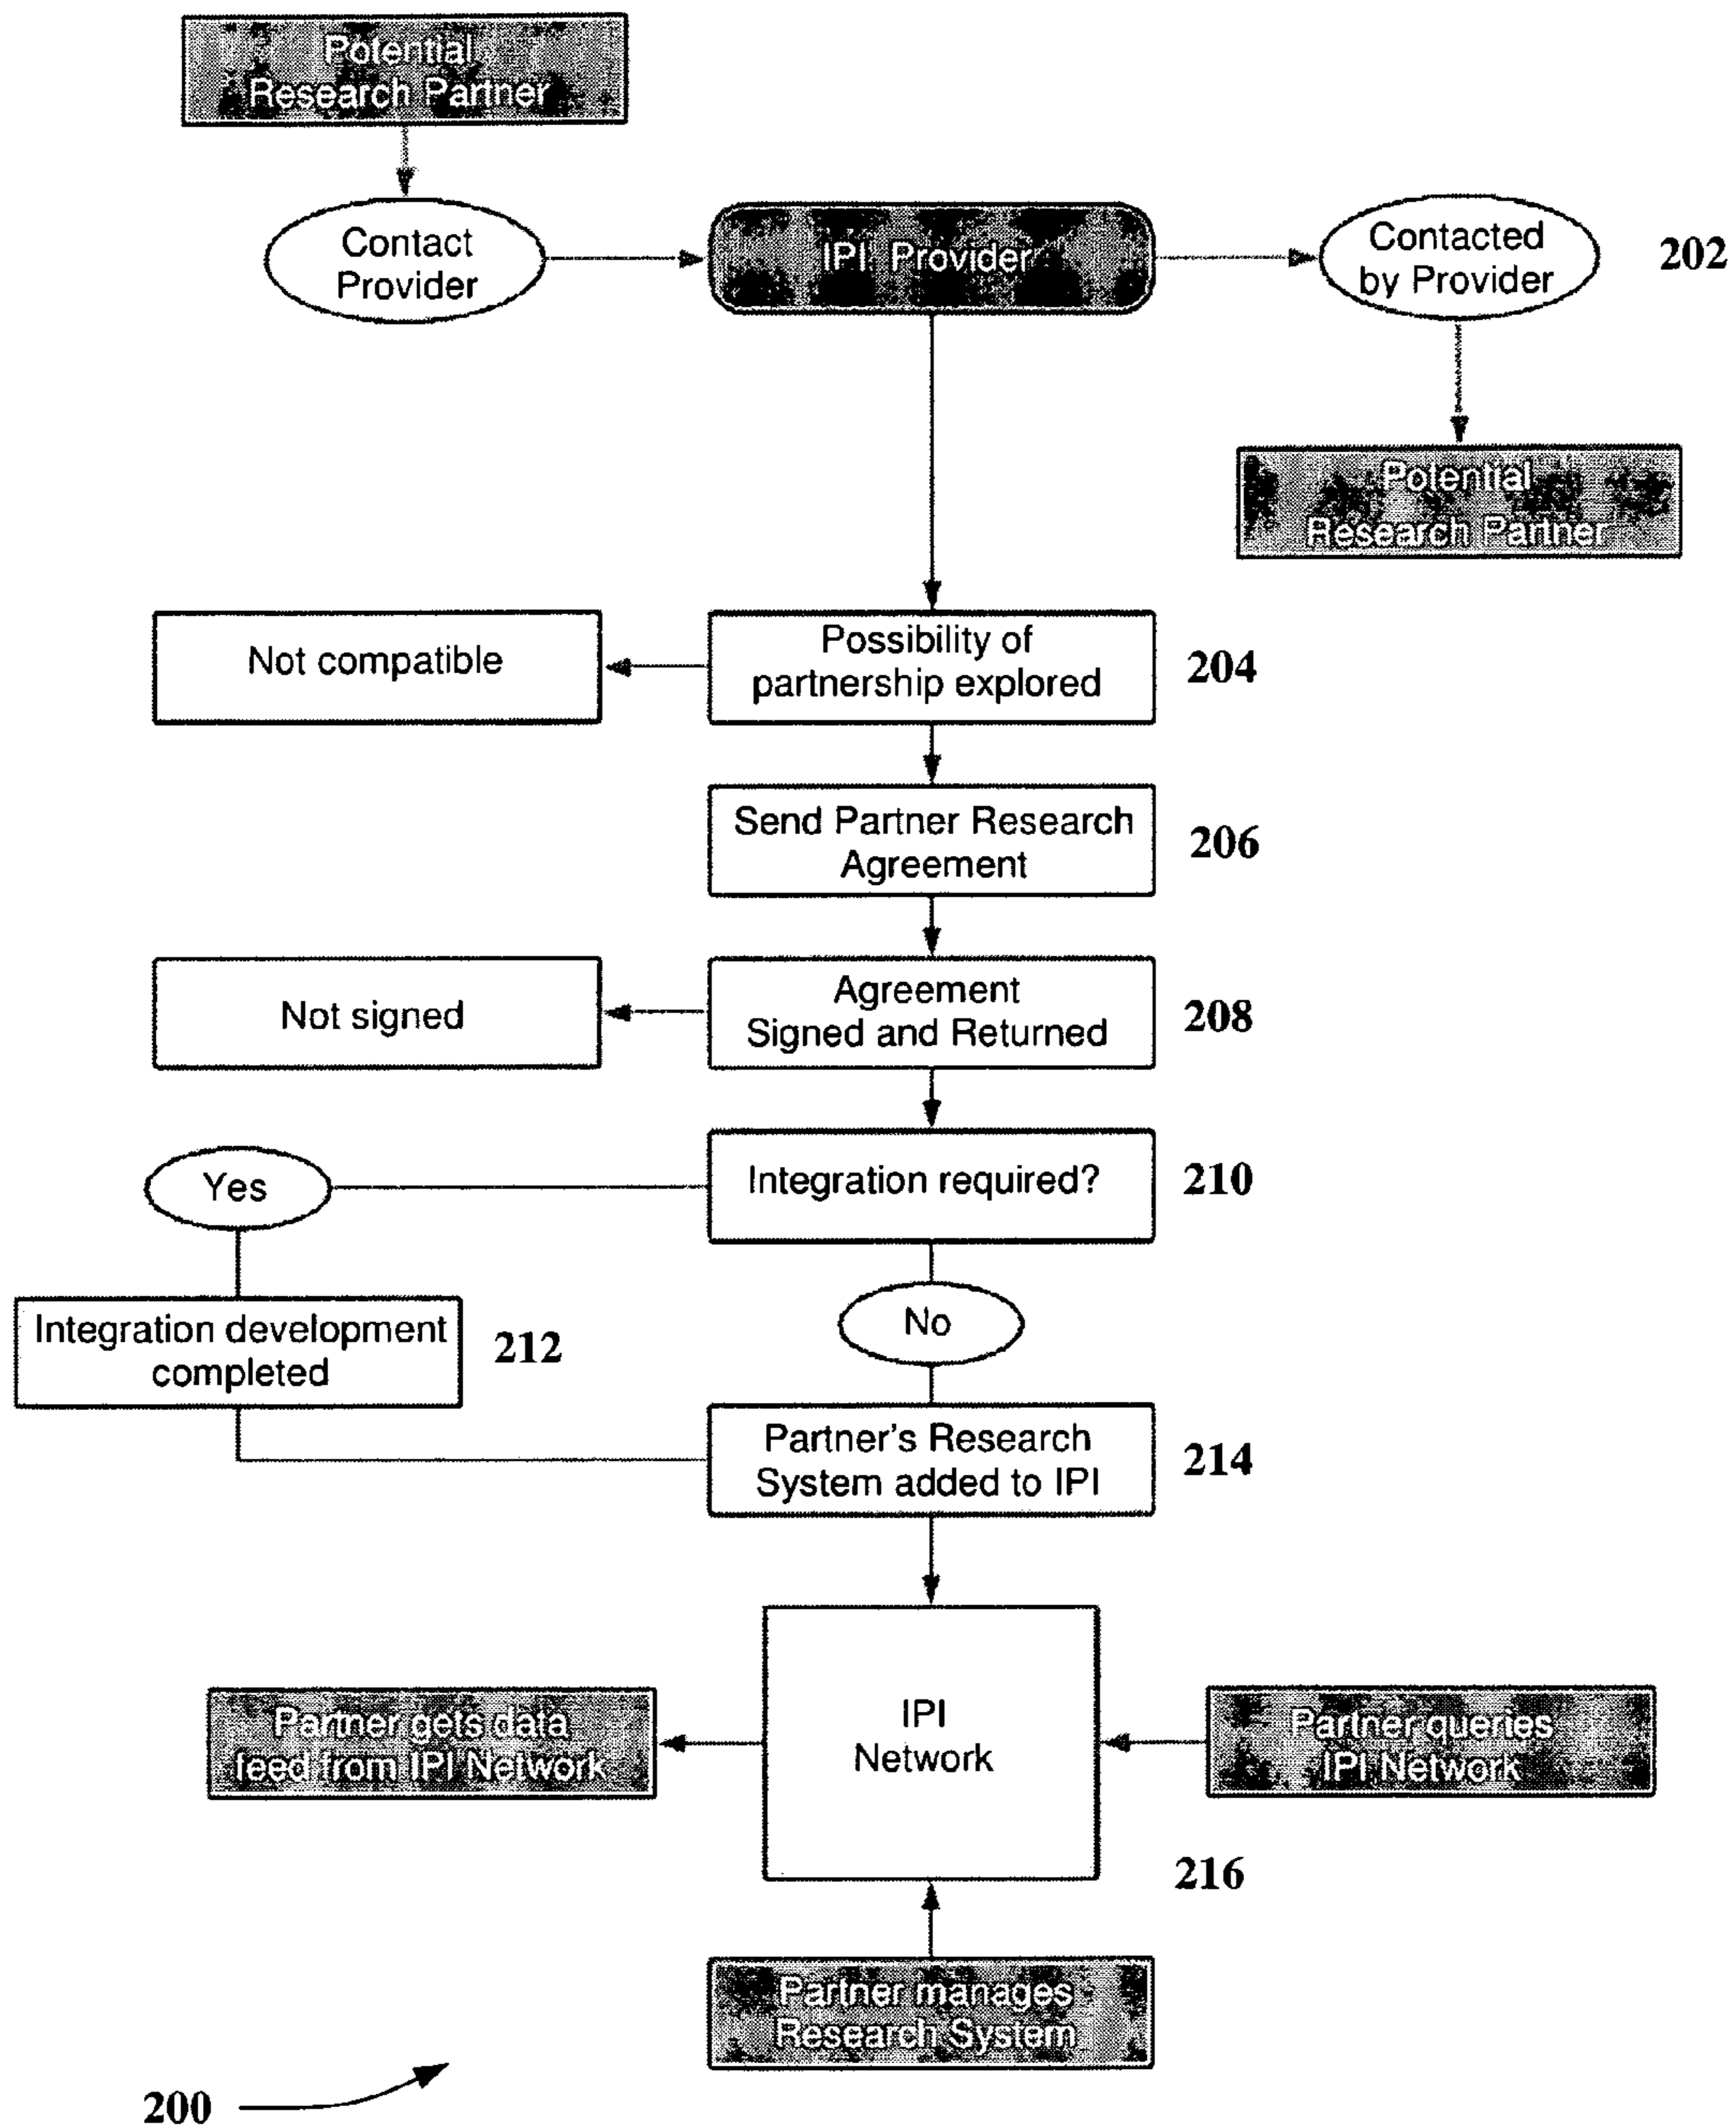 Potential
Research Partner
Contact
Provider
IPI Provider
Contacted
by Provider
202
Potential
Research Partner
Not compatible
Possibility of
partnership explored
204
Send Partner Research
Agreement
206
Not signed
Agreement
Signed and Returned
208
Yes
Integration required?
210
Integration development
completed
212
No
Partner's Research
System added to IPI
214
Partner gets data
feed from IPI Network
IPI
Network
Partner queries
IPI Network
216
Partner manages
Research System
200